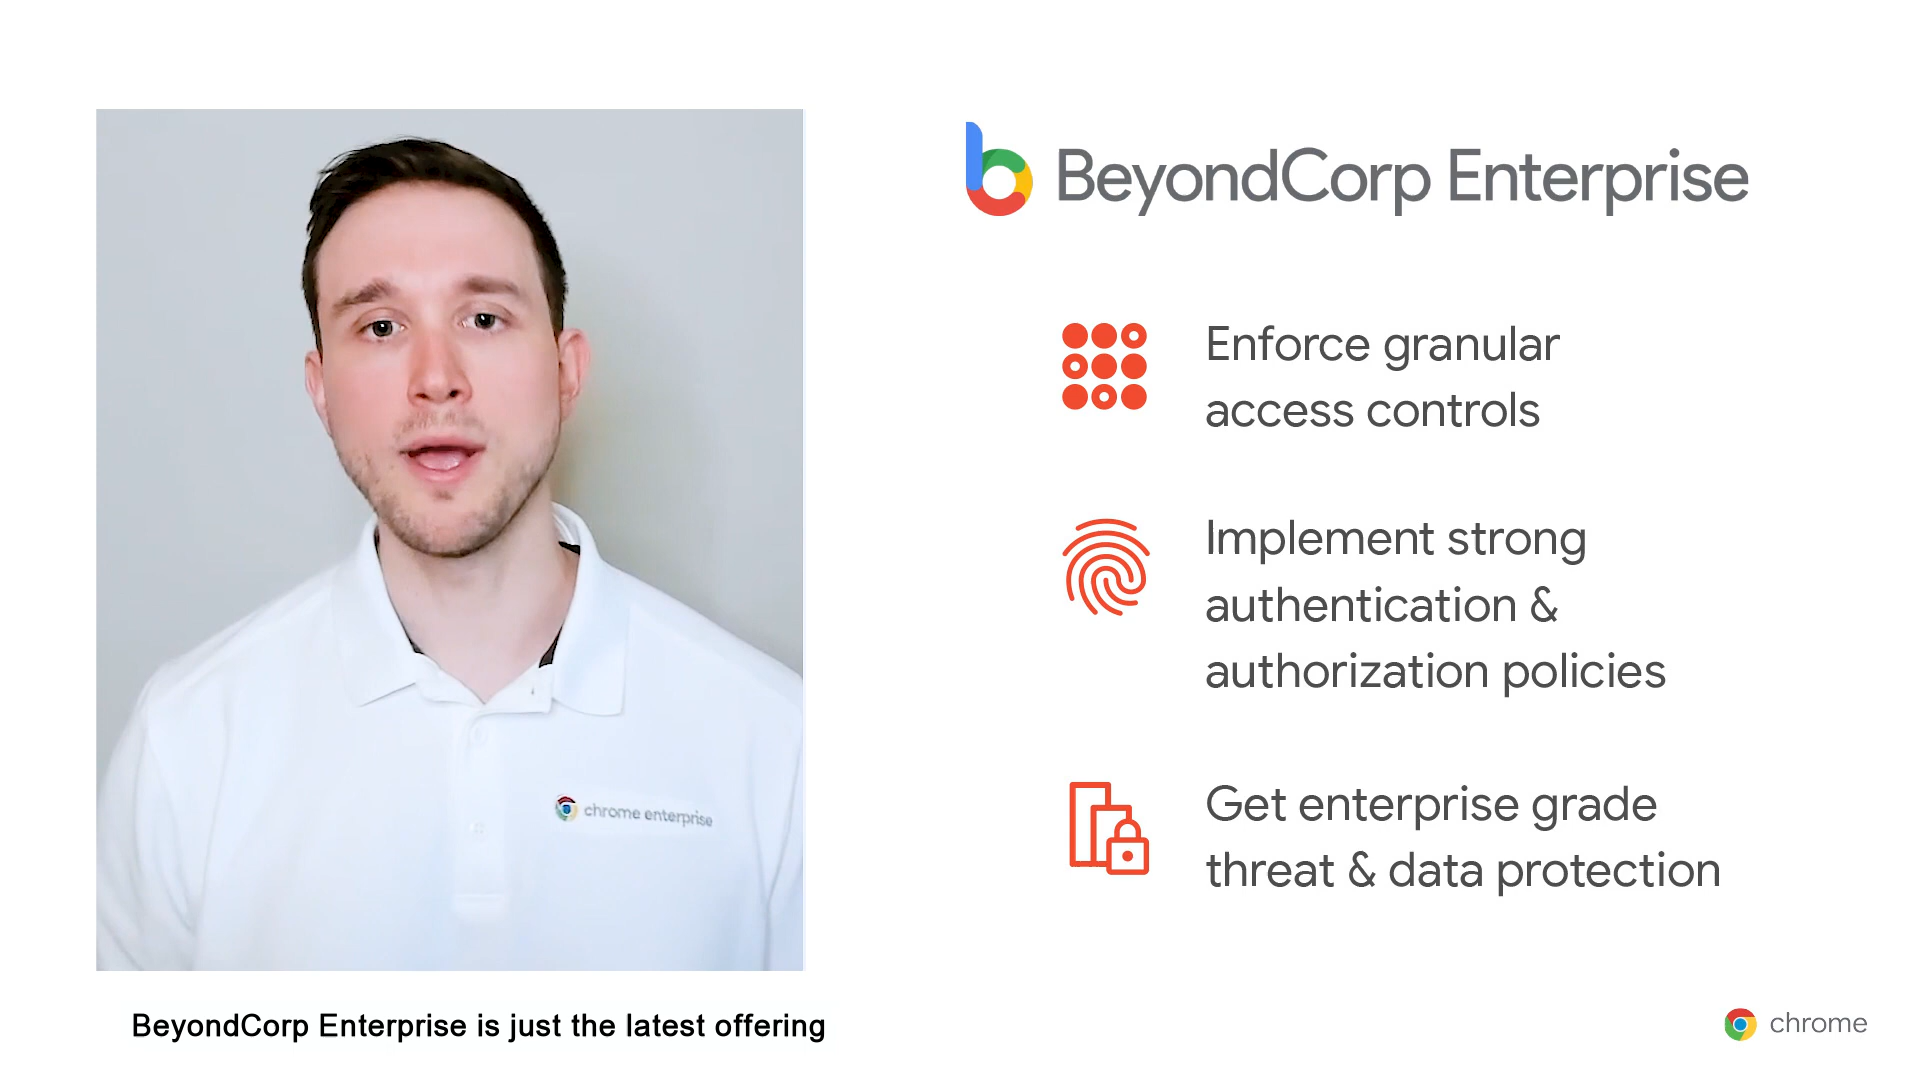 BeyondCorp Enterprise
Enforce granular
access controls
Implement strong
authentication &
authorization policies
Get enterprise grade
threat & data protection
chrome enterprise
BeyondCorp Enterprise is just the latest offering
chrome